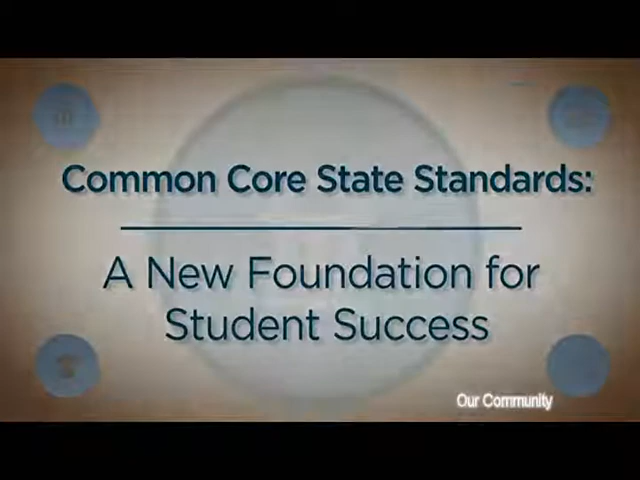 Common Core State Standards:
A New Foundation for
Student Success
Our Community